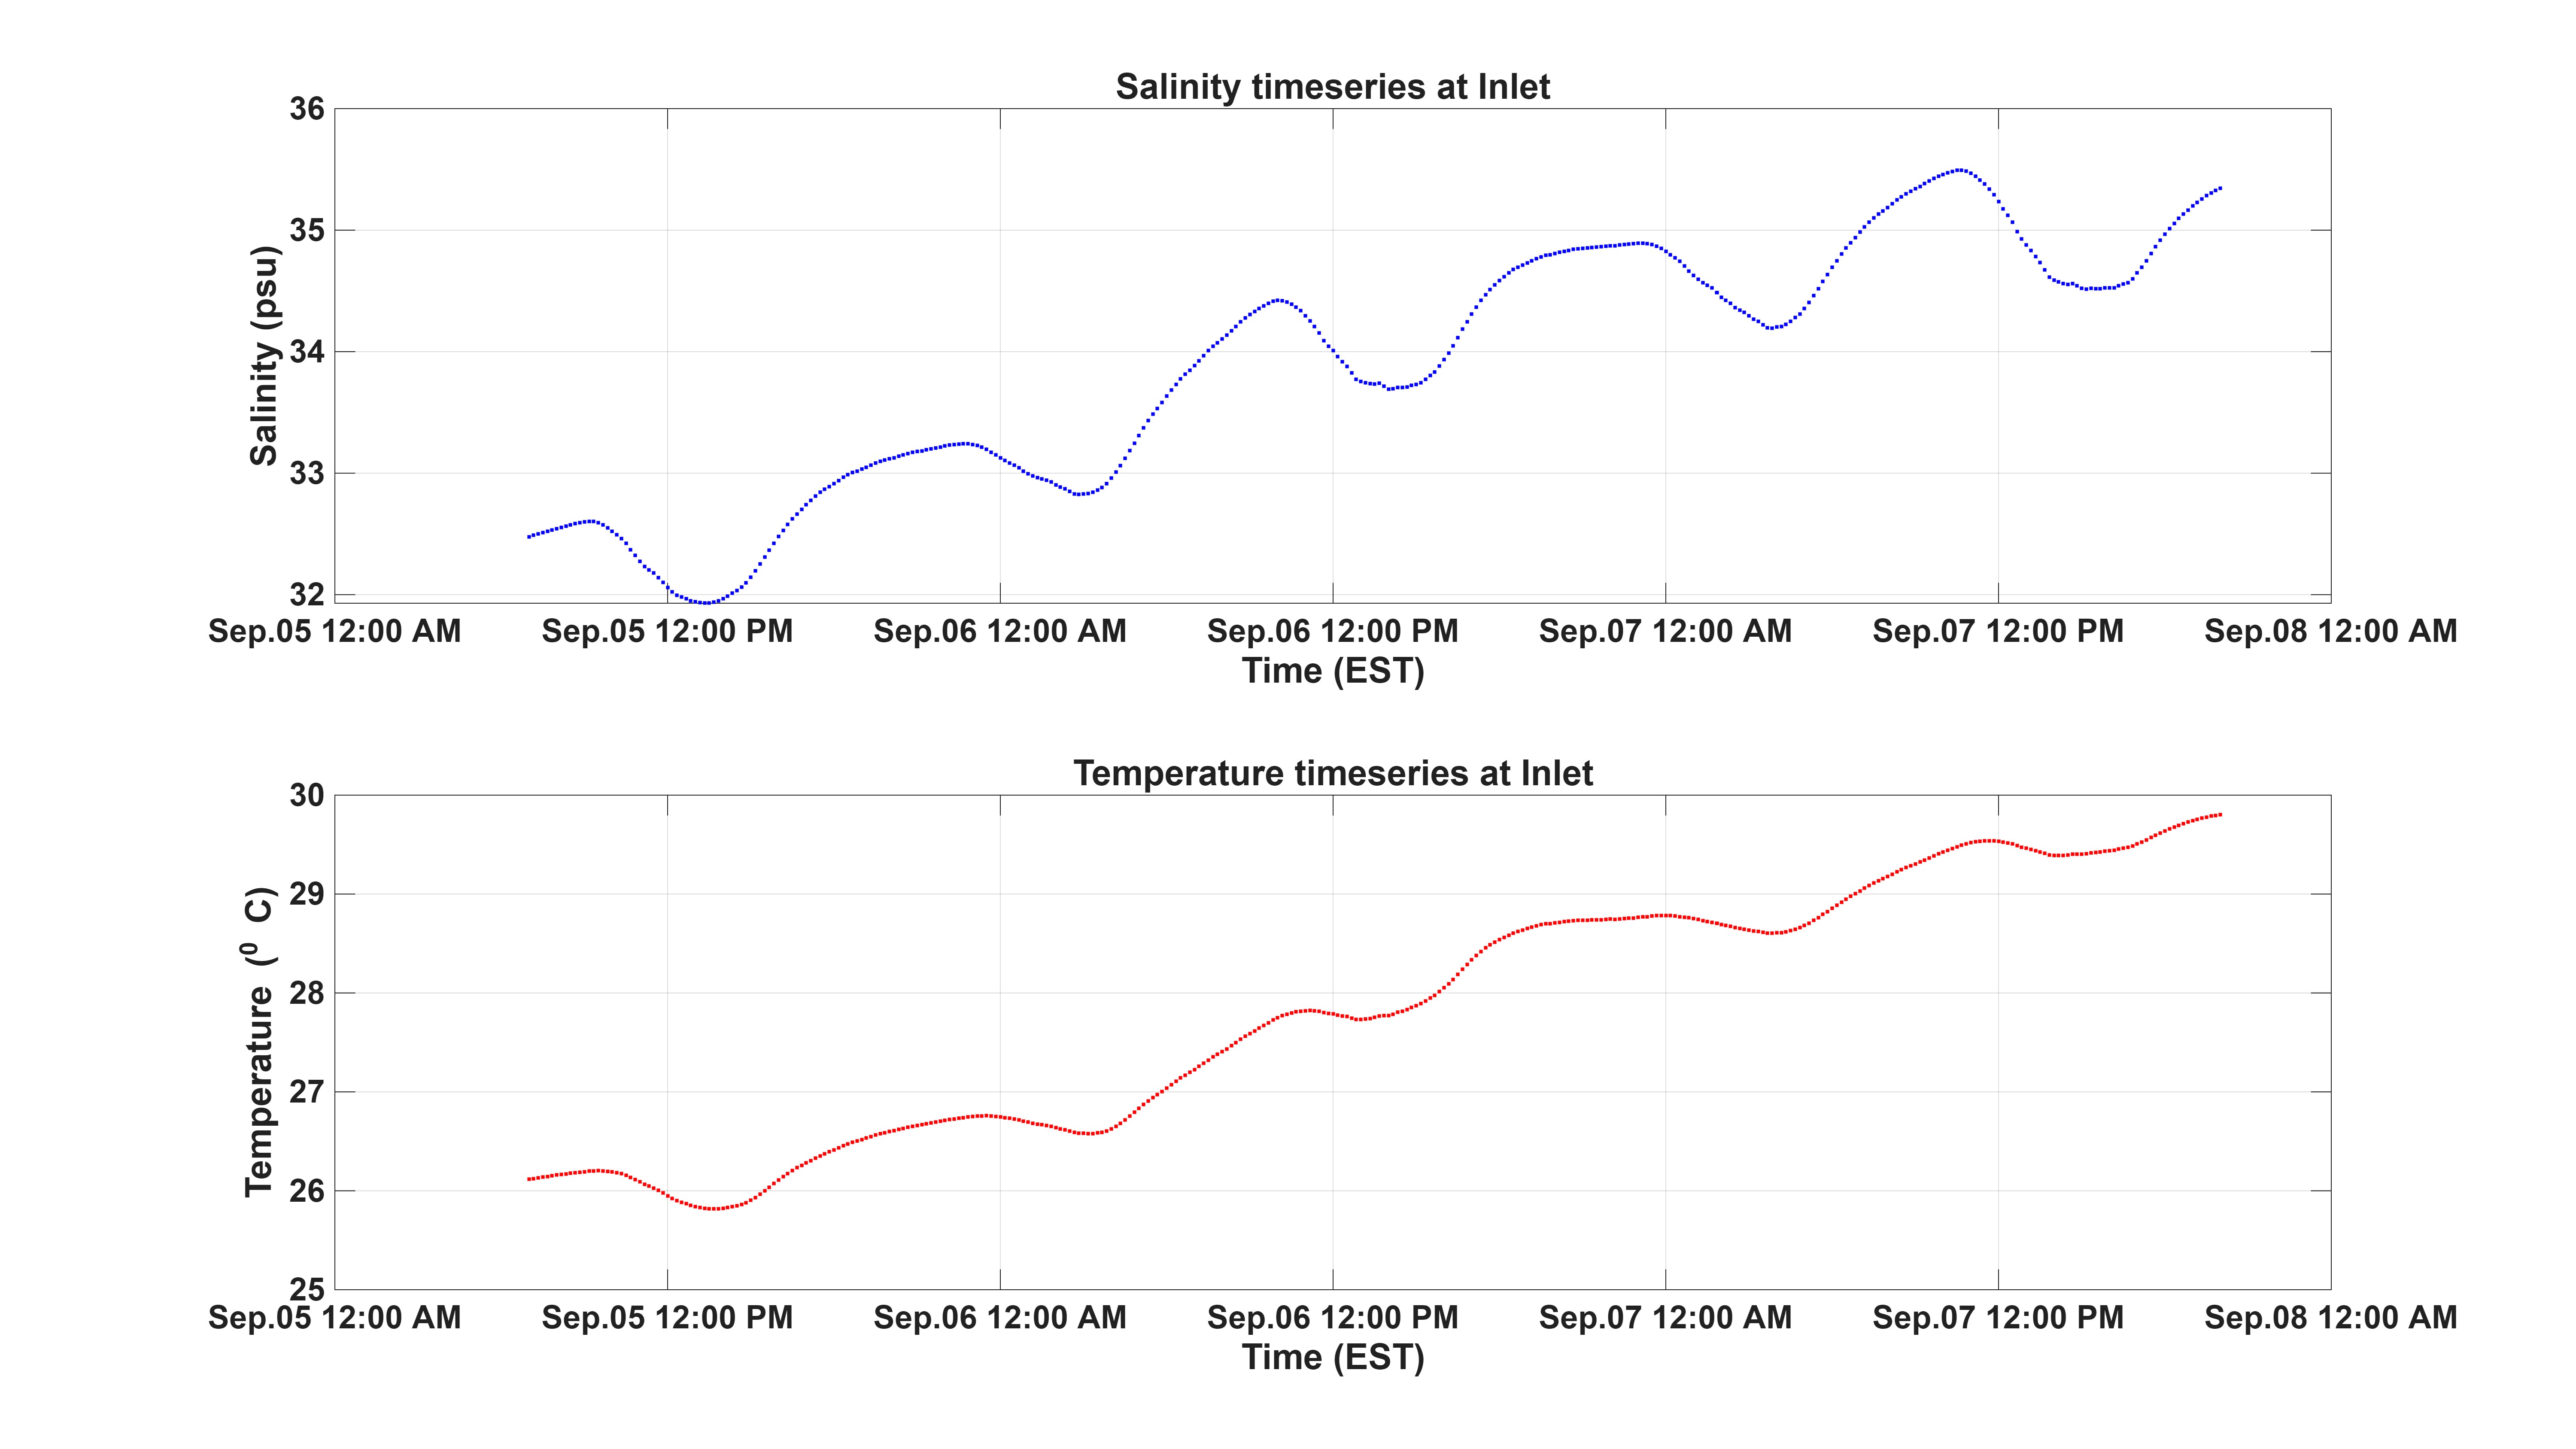 Salinity timeseries at Inlet
36
35
34
33
32
Salinity (psu)
Sep.05 12:00 AM Sep.05 12:00 PM Sep.06 12:00 AM Sep.06 12:00 PM Sep.07 12:00 AM Sep.07 12:00 PM Sep.08 12:00 AM
Time (EST)
Temperature timeseries at Inlet
30
29
28
27
26
25
Temperature (⁰ C)
Sep.05 12:00 AM Sep.05 12:00 PM Sep.06 12:00 AM Sep.06 12:00 PM Sep.07 12:00 AM Sep.07 12:00 PM Sep.08 12:00 AM
Time (EST)